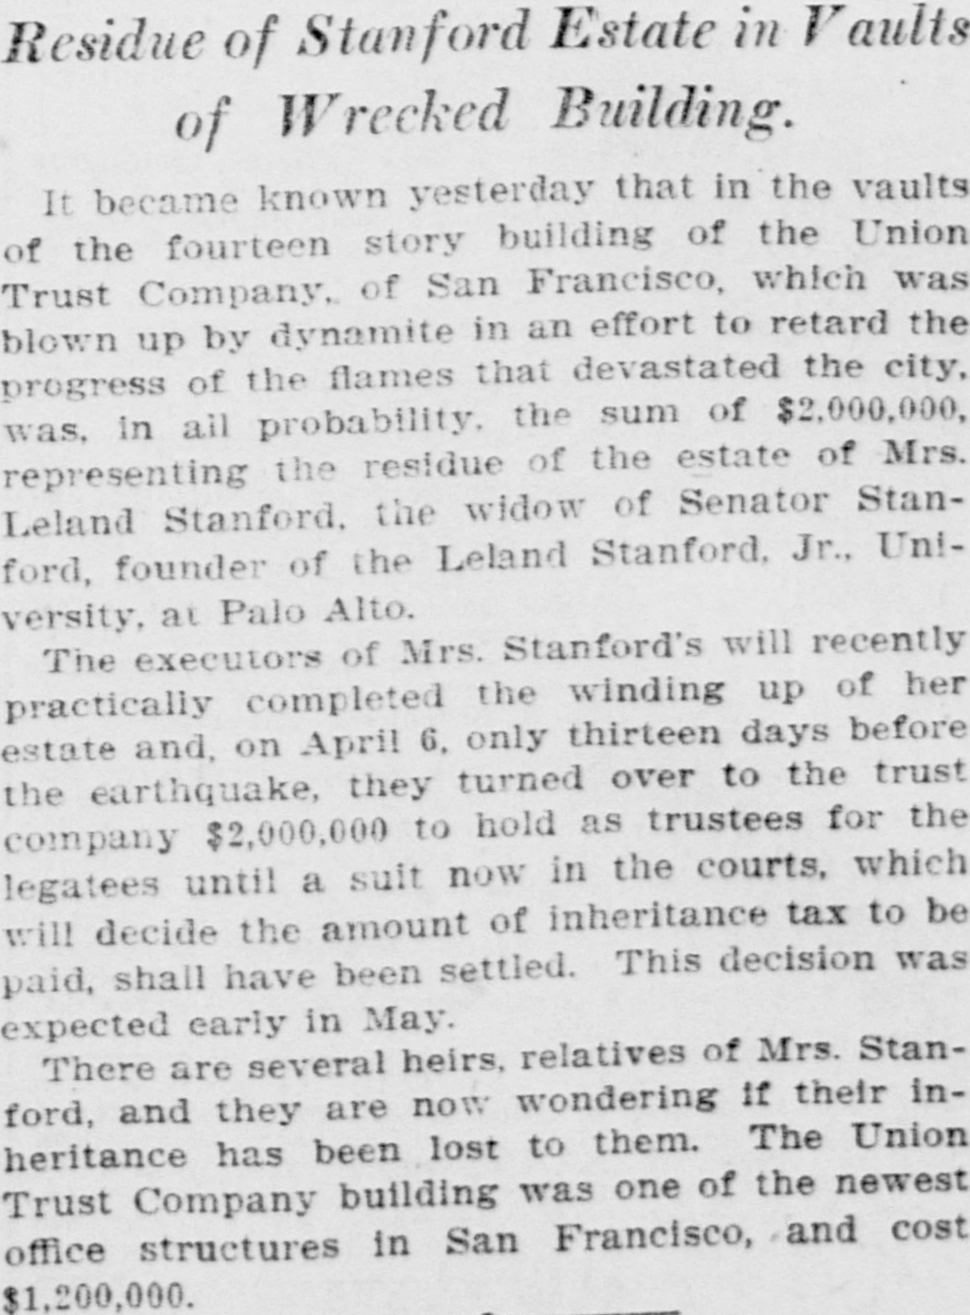 Residue of Stanford Estate in Vaults
of Wrecked Building.
It became known yesterday that in the vaults
of the fourteen story building of the Union
Trust Company, of San Francisco, which was
blown up by dynamite in an effort to retard the
progress of the flames that devastated the city,
was, in all probability, the sum of $2,000,000,
representing the residue of the estate of Mrs.
Leland Stanford, the widow of Senator Stan-
ford, founder of the Leland Stanford, Jr., Uni-
versity, at Palo Alto.
The executors of Mrs. Stanford's will recently
practically completed the winding up of her
estate and, on April 6, only thirteen days before
the earthquake, they turned over to the trust
company $2,000,000 to hold as trustees for the
legatees until a suit now in the courts, which
will decide the amount of inheritance tax to be
paid, shall have been settled. This decision was
expected early in May.
There are several heirs, relatives of Mrs. Stan-
ford, and they are now wondering if their in-
heritance has been lost to them. The Union
Trust Company building was one of the newest
office structures in San Francisco, and cost
$1,200,000.